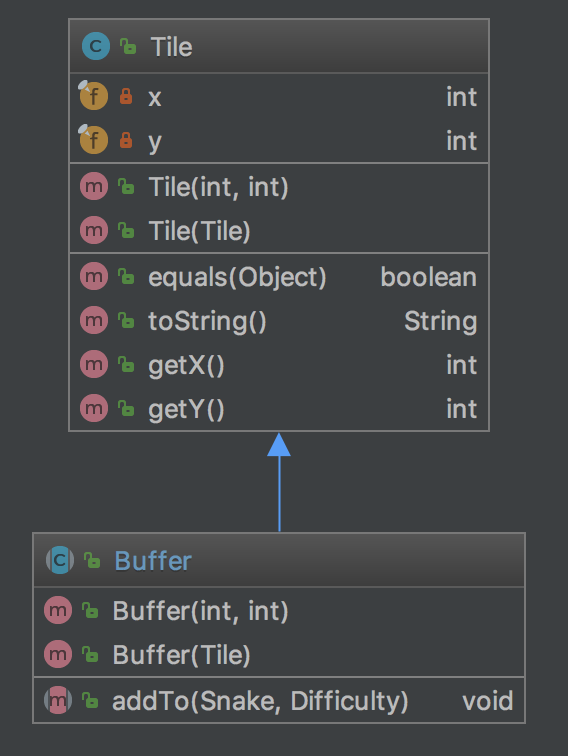 C Tile
f x int
f y int
m Tile(int, int)
m Tile(Tile)
m equals(Object) boolean
m toString() String
m getX() int
m getY() int
C Buffer
m Buffer(int, int)
m Buffer(Tile)
m addTo(Snake, Difficulty) void